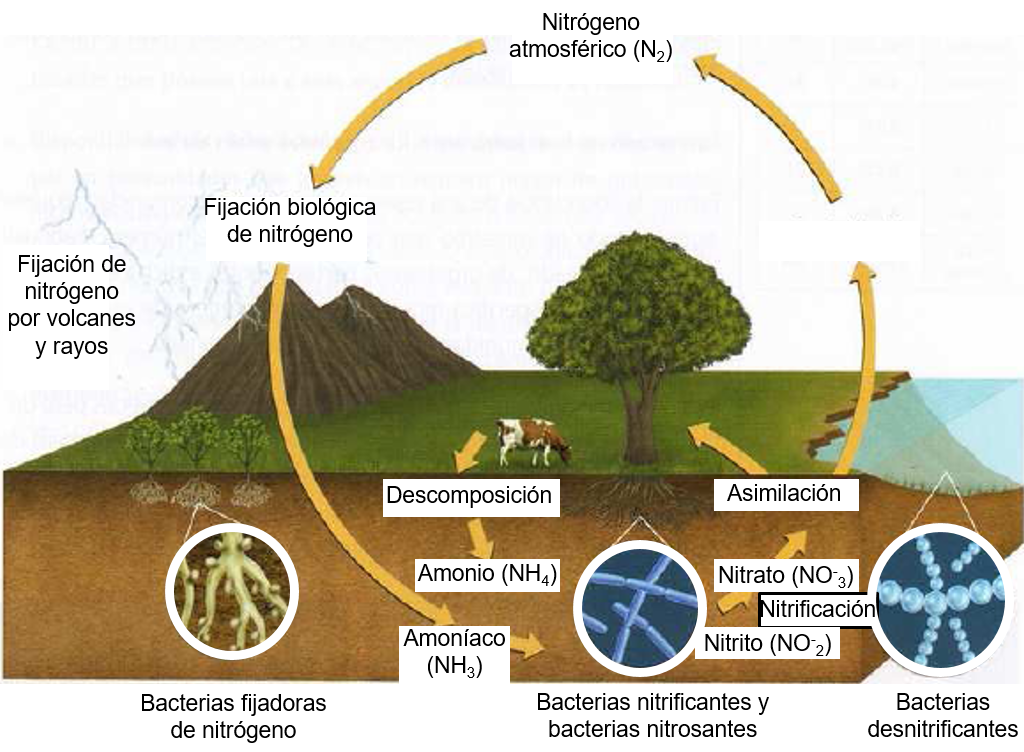 Nitrógeno
atmosférico (N₂)
Fijación biológica
de nitrógeno
Fijación de
nitrógeno
por volcanes
y rayos
Descomposición
Asimilación
Amonio (NH₄)
Nitrato (NO⁻₃)
Nitrificación
Amoníaco
(NH₃)
Nitrito (NO⁻₂)
Bacterias fijadoras
de nitrógeno
Bacterias nitrificantes y
bacterias nitrosantes
Bacterias
desnitrificantes